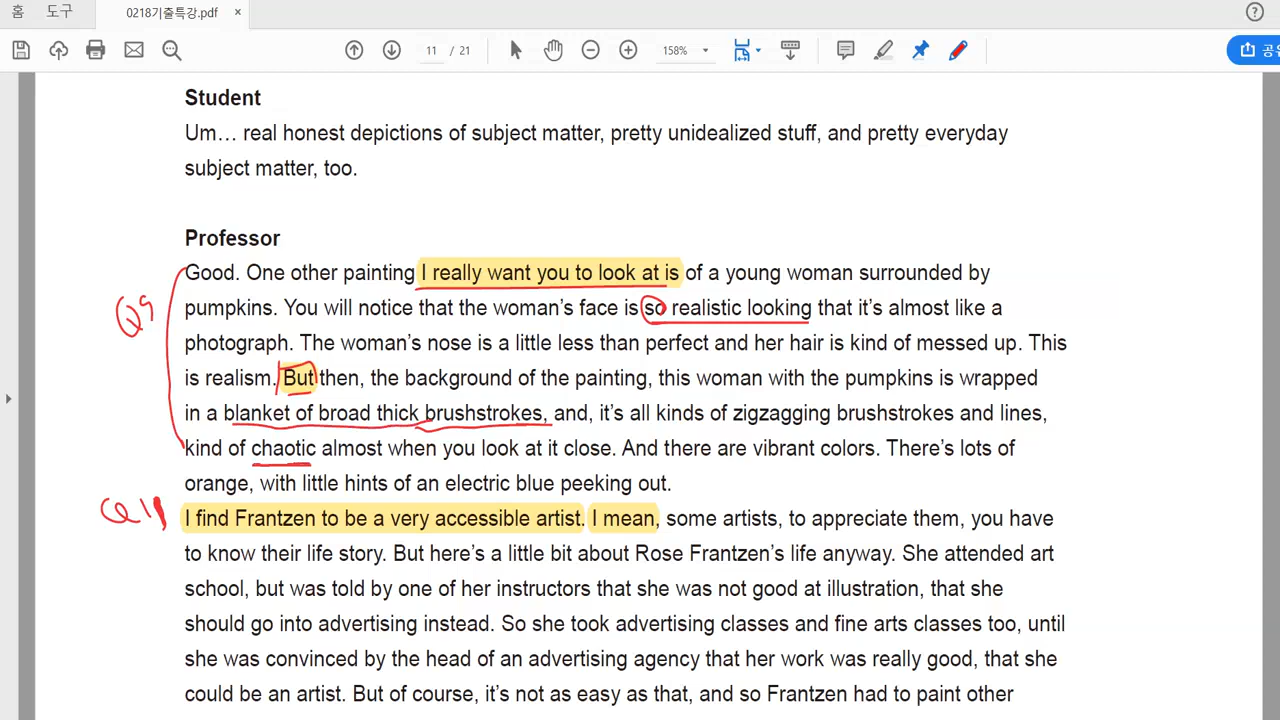 홈 도구 0218기출특강.pdf ×
11 / 21 158%
Student
Um… real honest depictions of subject matter, pretty unidealized stuff, and pretty everyday
subject matter, too.
Professor
Good. One other painting I really want you to look at is of a young woman surrounded by
pumpkins. You will notice that the woman's face is so realistic looking that it's almost like a
photograph. The woman's nose is a little less than perfect and her hair is kind of messed up. This
is realism. But then, the background of the painting, this woman with the pumpkins is wrapped
in a blanket of broad thick brushstrokes, and, it's all kinds of zigzagging brushstrokes and lines,
kind of chaotic almost when you look at it close. And there are vibrant colors. There's lots of
orange, with little hints of an electric blue peeking out.
I find Frantzen to be a very accessible artist. I mean, some artists, to appreciate them, you have
to know their life story. But here's a little bit about Rose Frantzen's life anyway. She attended art
school, but was told by one of her instructors that she was not good at illustration, that she
should go into advertising instead. So she took advertising classes and fine arts classes too, until
she was convinced by the head of an advertising agency that her work was really good, that she
could be an artist. But of course, it's not as easy as that, and so Frantzen had to paint other